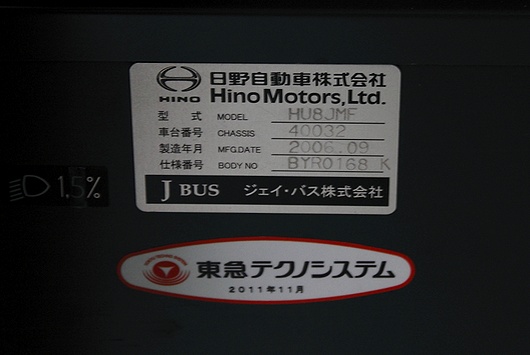 HINO
日野自動車株式会社
Hino Motors, Ltd.
型式 MODEL HU8JMF
車台番号 CHASSIS 40032
製造年月 MFG.DATE 2006.09
仕様番号 BODY NO BYR0168 K
J BUS ジェイ・バス株式会社
1.5%
東急テクノシステム
2011年11月